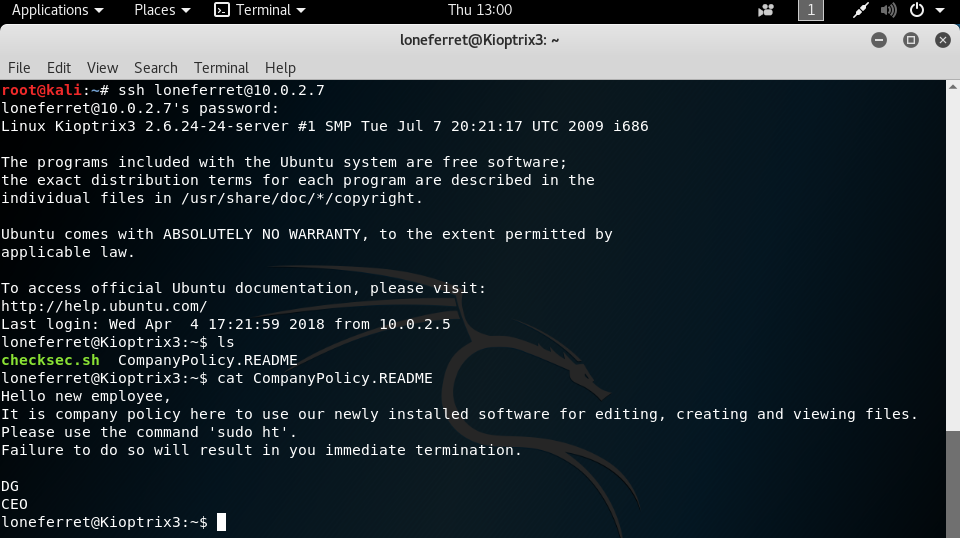 Applications Places Terminal Thu 13:00 1
loneferret@Kioptrix3: ~
File Edit View Search Terminal Help
root@kali:~# ssh loneferret@10.0.2.7
loneferret@10.0.2.7's password:
Linux Kioptrix3 2.6.24-24-server #1 SMP Tue Jul 7 20:21:17 UTC 2009 i686
The programs included with the Ubuntu system are free software;
the exact distribution terms for each program are described in the
individual files in /usr/share/doc/*/copyright.
Ubuntu comes with ABSOLUTELY NO WARRANTY, to the extent permitted by
applicable law.
To access official Ubuntu documentation, please visit:
http://help.ubuntu.com/
Last login: Wed Apr  4 17:21:59 2018 from 10.0.2.5
loneferret@Kioptrix3:~$ ls
checksec.sh  CompanyPolicy.README
loneferret@Kioptrix3:~$ cat CompanyPolicy.README
Hello new employee,
It is company policy here to use our newly installed software for editing, creating and viewing files.
Please use the command 'sudo ht'.
Failure to do so will result in you immediate termination.
DG
CEO
loneferret@Kioptrix3:~$